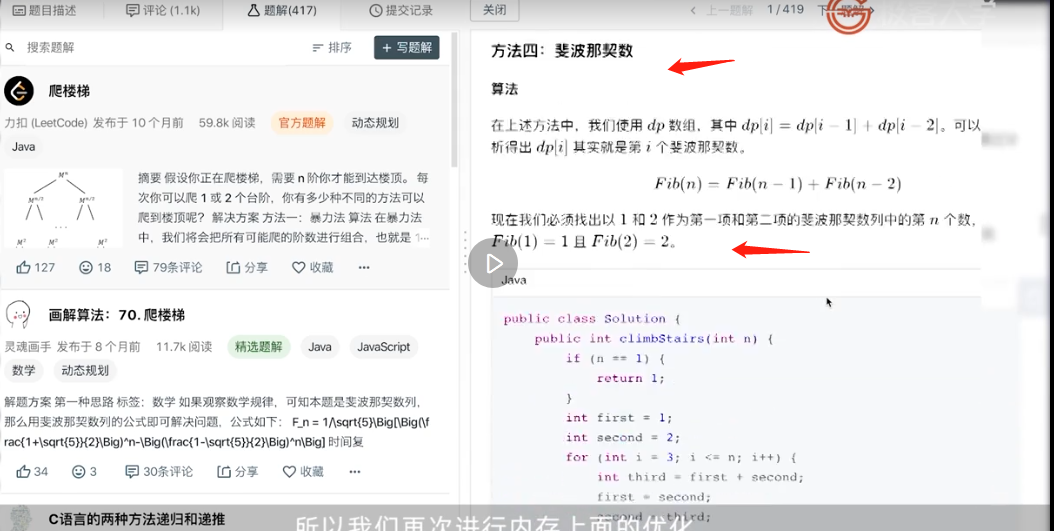 题目描述
评论 (1.1k)
题解(417)
提交记录
关闭
上一题解
1/419
搜索题解
排序
+ 写题解
爬楼梯
力扣 (LeetCode) 发布于 10 个月前 59.8k 阅读 官方题解 动态规划
Java
摘要 假设你正在爬楼梯，需要 n 阶你才能到达楼顶。每
次你可以爬 1 或 2 个台阶，你有多少种不同的方法可以
爬到楼顶呢？ 解决方案 方法一：暴力法 算法 在暴力法
中，我们将会把所有可能爬的阶数进行组合，也就是 1...
127 18 79条评论 分享 收藏 ...
画解算法：70. 爬楼梯
灵魂画手 发布于 8 个月前 11.7k 阅读 精选题解 Java JavaScript
数学 动态规划
解题方案 第一种思路 标签：数学 如果观察数学规律，可知本题是斐波那契数列，
那么用斐波那契数列的公式即可解决问题，公式如下： F_n = 1/\sqrt{5}\Big[\Big(\f
rac{1+\sqrt{5}}{2}\Big)^n-\Big(\frac{1-\sqrt{5}}{2}\Big)^n\Big] 时间复
34 3 30条评论 分享 收藏 ...
C语言的两种方法递归和递推
方法四：斐波那契数
算法
在上述方法中，我们使用 dp 数组，其中 dp[i] = dp[i − 1] + dp[i − 2]。可以
析得出 dp[i] 其实就是第 i 个斐波那契数。
Fib(n) = Fib(n − 1) + Fib(n − 2)
现在我们必须找出以 1 和 2 作为第一项和第二项的斐波那契数列中的第 n 个数，
Fib(1) = 1 且 Fib(2) = 2。
Java
public class Solution {
public int climbStairs(int n) {
if (n == 1) {
return 1;
}
int first = 1;
int second = 2;
for (int i = 3; i <= n; i++) {
int third = first + second;
first = second;
second = third;
所以我们再次进行内存上面的优化